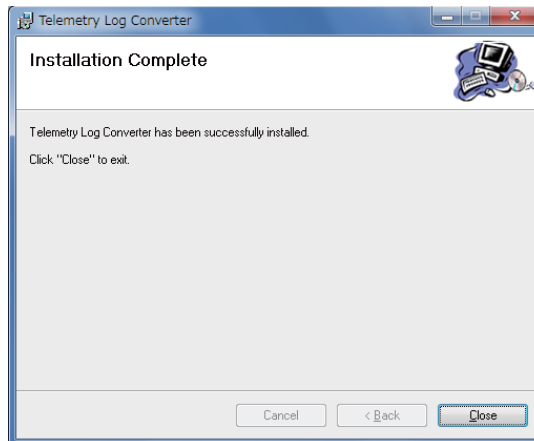 Telemetry Log Converter
Installation Complete
Telemetry Log Converter has been successfully installed.
Click "Close" to exit.
Cancel
< Back
Close